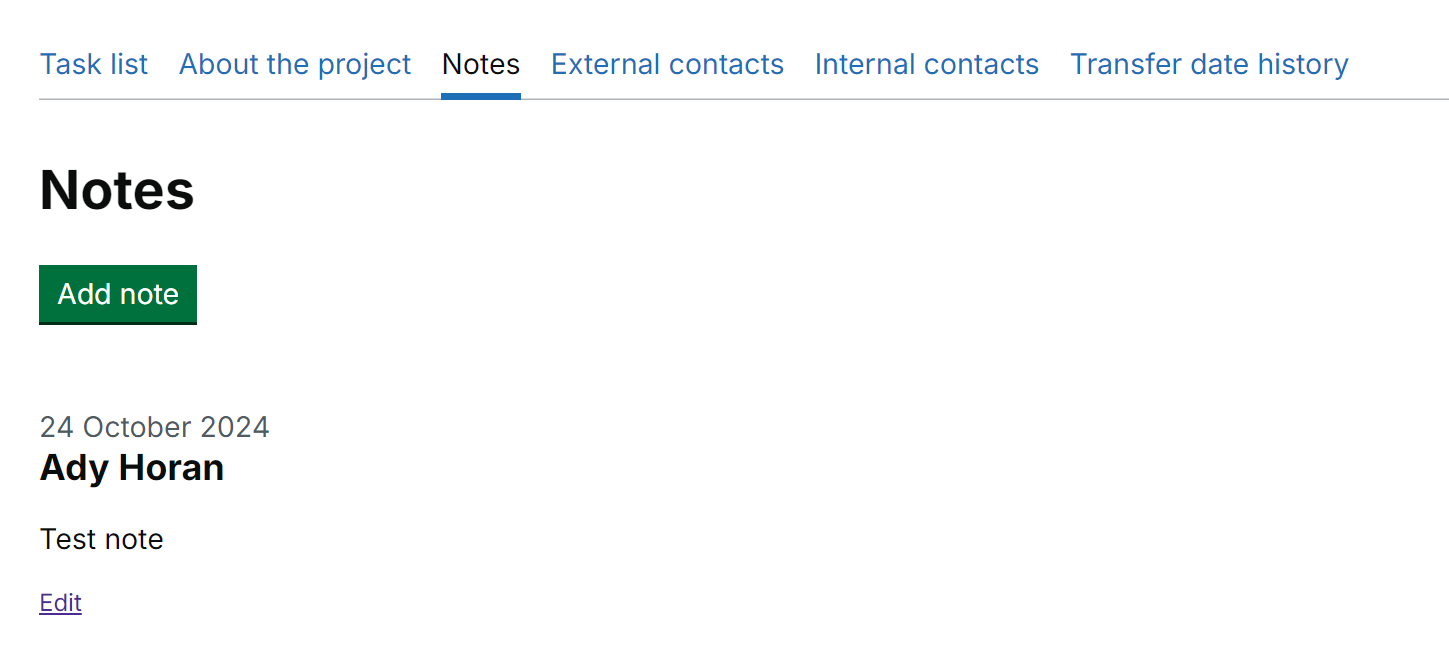 Task list About the project Notes External contacts Internal contacts Transfer date history
Notes
Add note
24 October 2024
Ady Horan
Test note
Edit